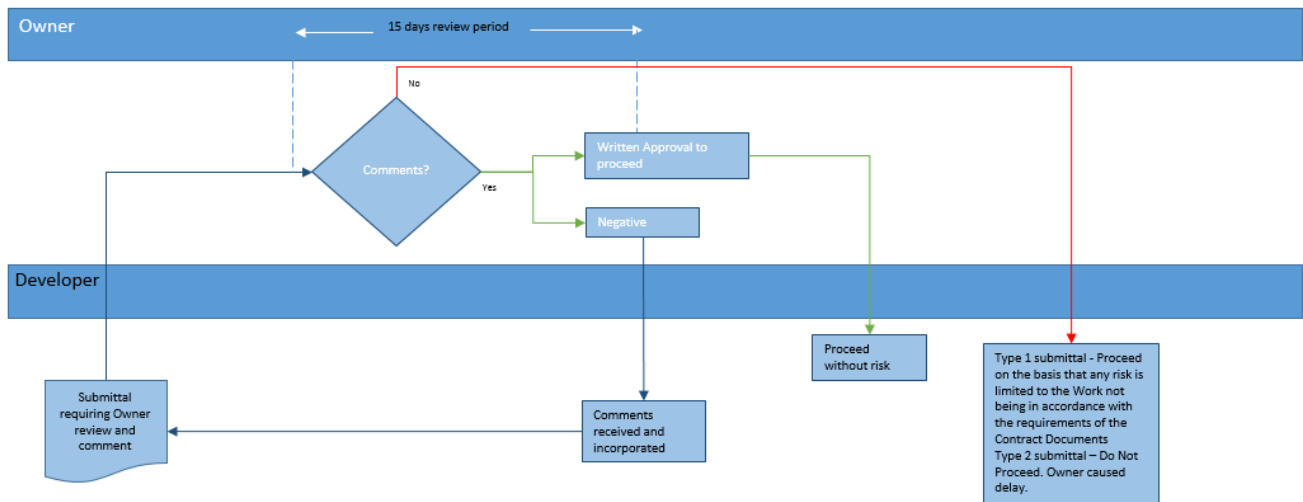 Owner
15 days review period
No
Comments?
Yes
Written Approval to
proceed
Negative
Developer
Proceed
without risk
Type 1 submittal - Proceed
on the basis that any risk is
limited to the Work not
being in accordance with
the requirements of the
Contract Documents
Type 2 submittal – Do Not
Proceed. Owner caused
delay.
Submittal
requiring Owner
review and
comment
Comments
received and
incorporated